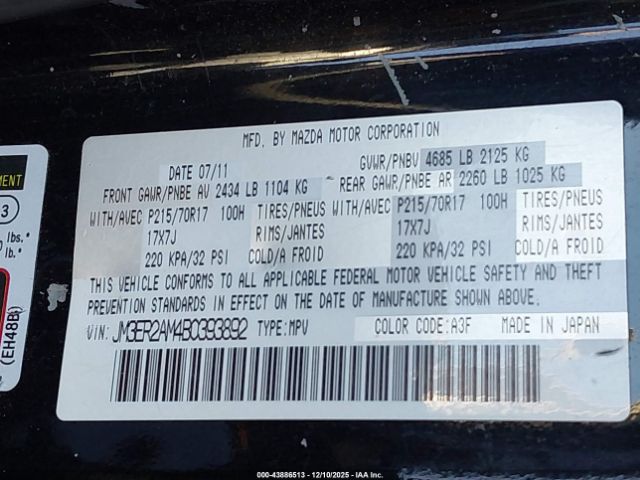 MFD. BY MAZDA MOTOR CORPORATION
DATE 07/11 GVWR/PNBV 4685 LB 2125 KG
FRONT GAWR/PNBE AV 2434 LB 1104 KG REAR GAWR/PNBE AR 2260 LB 1025 KG
WITH/AVEC P215/70R17 100H TIRES/PNEUS WITH/AVEC P215/70R17 100H TIRES/PNEUS
17X7J RIMS/JANTES 17X7J RIMS/JANTES
220 KPA/32 PSI COLD/A FROID 220 KPA/32 PSI COLD/A FROID
THIS VEHICLE CONFORMS TO ALL APPLICABLE FEDERAL MOTOR VEHICLE SAFETY AND THEFT
PREVENTION STANDARDS IN EFFECT ON THE DATE OF MANUFACTURE SHOWN ABOVE.
VIN: JM3ER2AM4B0393892 TYPE:MPV COLOR CODE:A3F MADE IN JAPAN
3
lbs.*
lb.*
(EH48B)
000-43886513 - 12/10/2025 - IAA Inc.